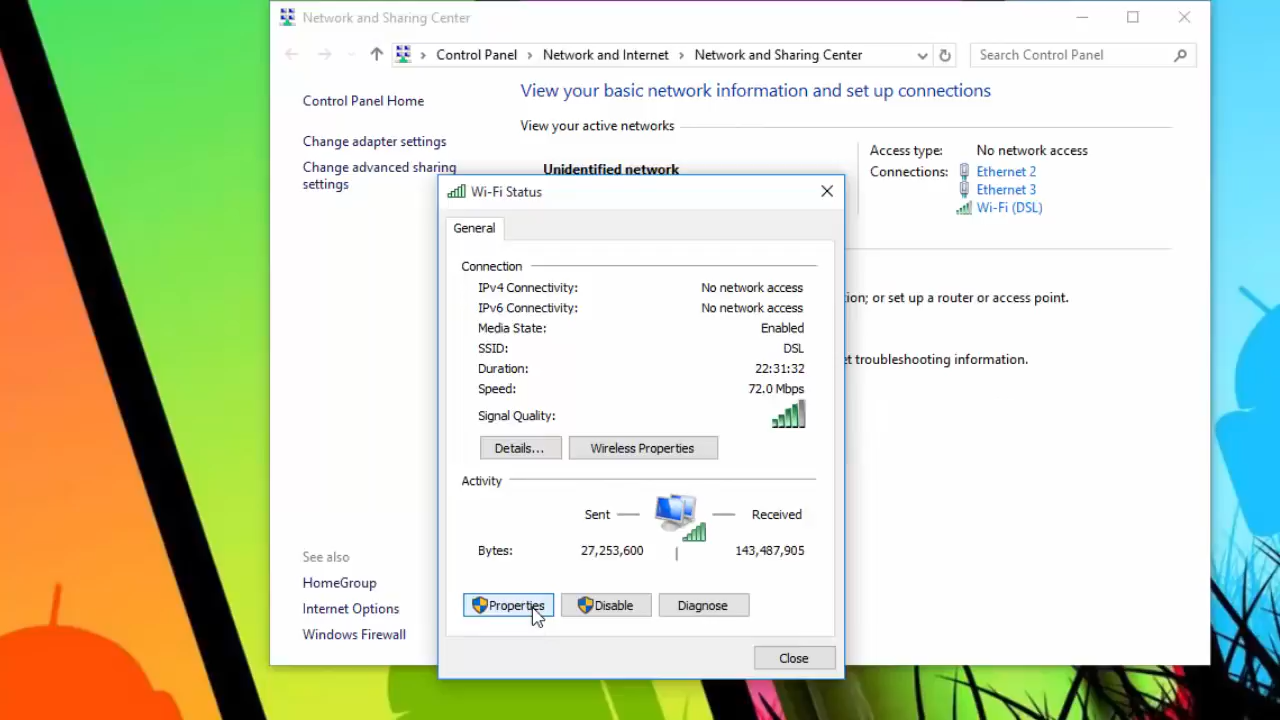 Network and Sharing Center
Control Panel > Network and Internet > Network and Sharing Center
Search Control Panel
Control Panel Home
Change adapter settings
Change advanced sharing
settings
See also
HomeGroup
Internet Options
Windows Firewall
View your basic network information and set up connections
View your active networks
Unidentified network
Access type: No network access
Connections: Ethernet 2
Ethernet 3
Wi-Fi (DSL)
; or set up a router or access point.
troubleshooting information.
Wi-Fi Status
General
Connection
IPv4 Connectivity: No network access
IPv6 Connectivity: No network access
Media State: Enabled
SSID: DSL
Duration: 22:31:32
Speed: 72.0 Mbps
Signal Quality:
Details... Wireless Properties
Activity
Sent Received
Bytes: 27,253,600 143,487,905
Properties Disable Diagnose
Close